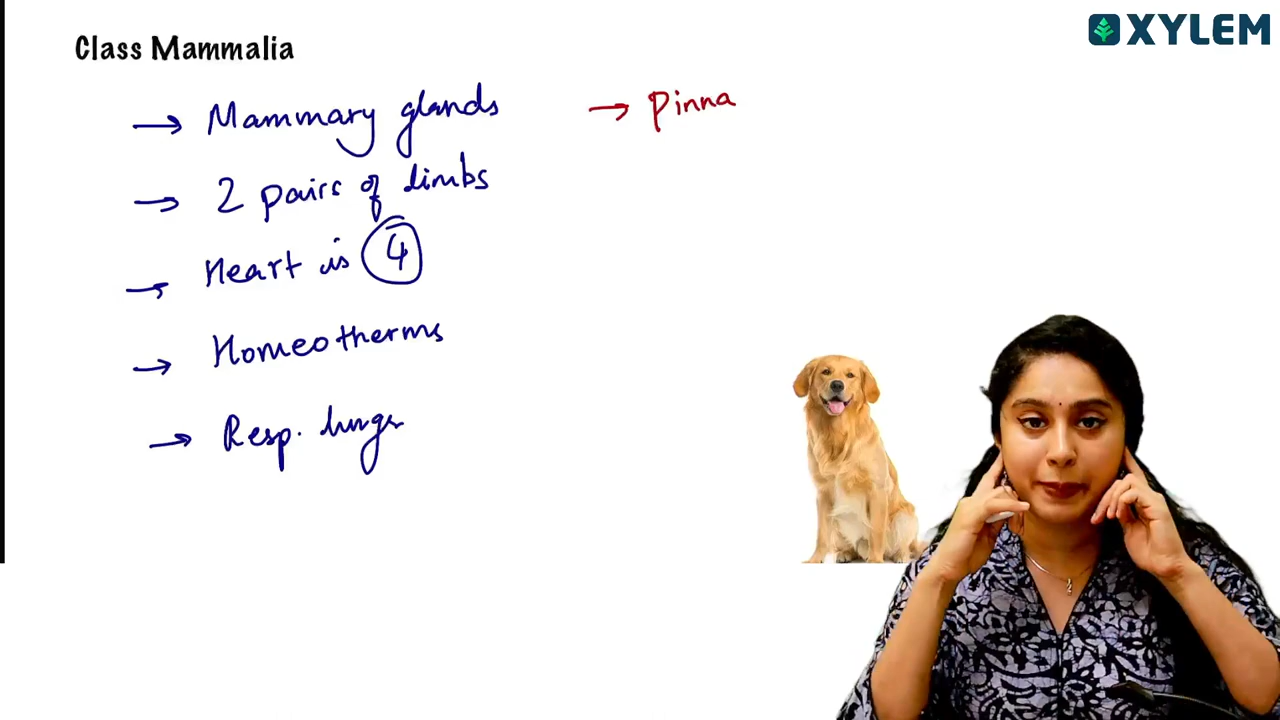 XYLEM
Class Mammalia
→ Mammary glands
→ 2 pairs of limbs
→ Heart is 4
→ Homeotherms
→ Resp. lungs
→ Pinna